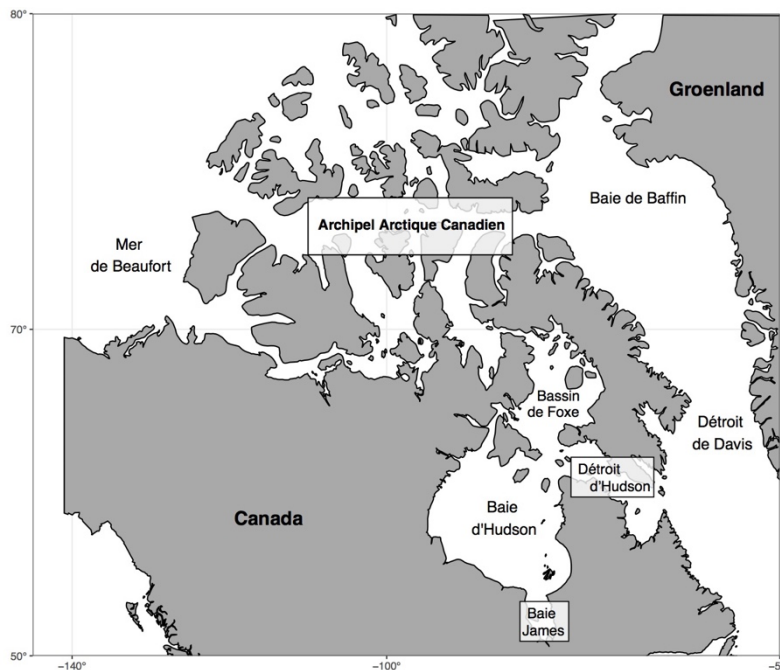 80°
Groenland
Baie de Baffin
Archipel Arctique Canadien
Mer
de Beaufort
70°
Bassin
de Foxe
Détroit
de Davis
Détroit
d'Hudson
Baie
d'Hudson
Canada
Baie
James
50°
−140°
−100°